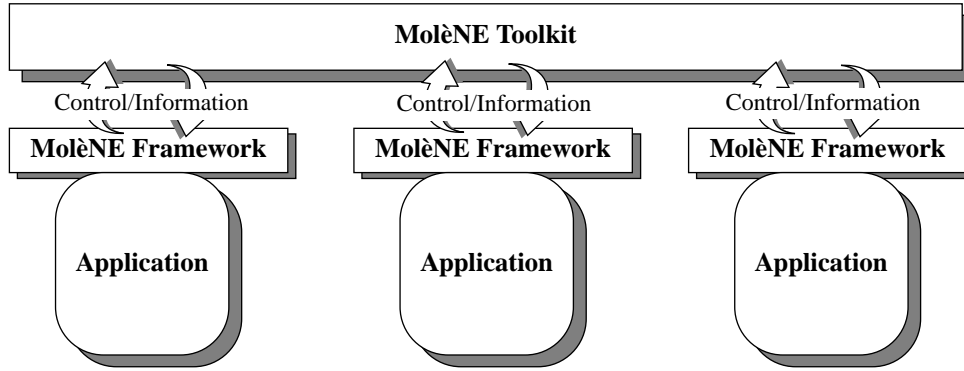 MolèNE Toolkit
Control/Information
Control/Information
Control/Information
MolèNE Framework
MolèNE Framework
MolèNE Framework
Application
Application
Application